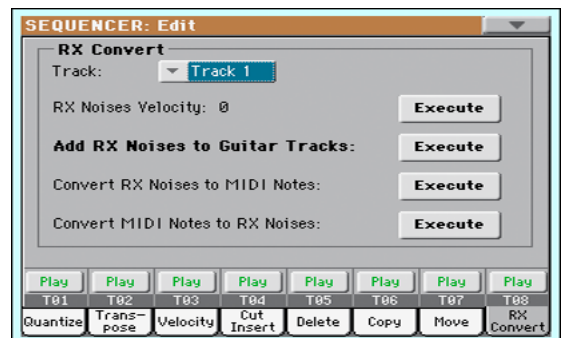 SEQUENCER: Edit
RX Convert
Track: Track 1
RX Noises Velocity: 0 Execute
Add RX Noises to Guitar Tracks: Execute
Convert RX Noises to MIDI Notes: Execute
Convert MIDI Notes to RX Noises: Execute
Play Play Play Play Play Play Play Play
T01 T02 T03 T04 T05 T06 T07 T08
Quantize Trans-pose Velocity Cut Insert Delete Copy Move RX Convert